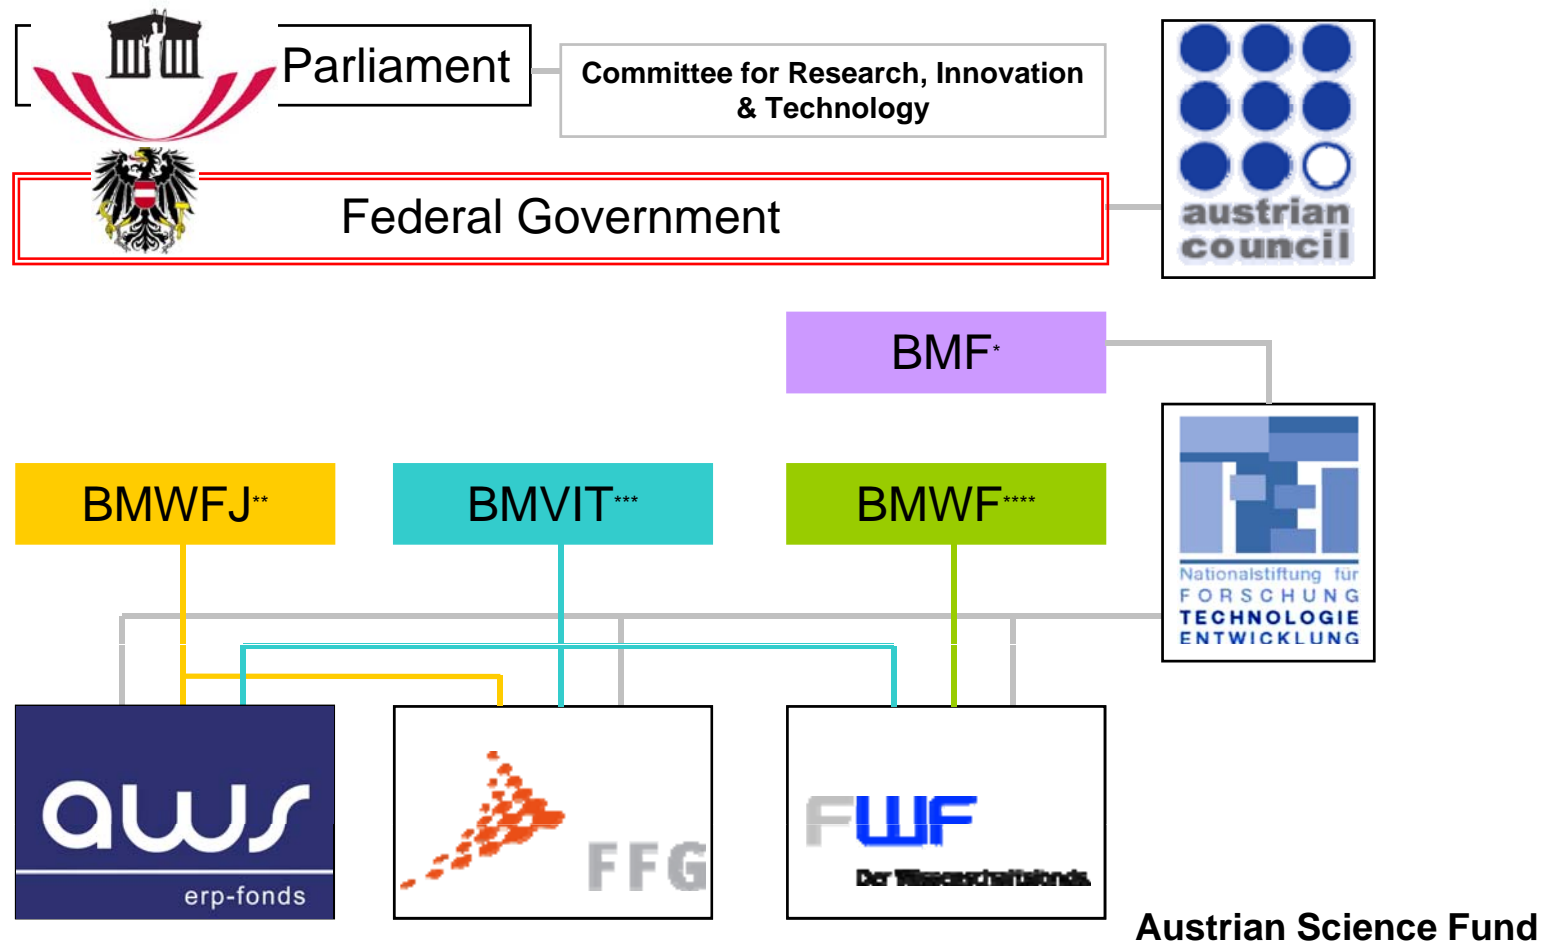 Parliament
Committee for Research, Innovation
& Technology
austrian
council
Federal Government
BMF*
BMWFJ**
BMVIT***
BMWF****
Nationalstiftung für
FORSCHUNG
TECHNOLOGIE
ENTWICKLUNG
aws
erp-fonds
FFG
FWF
Der Wissenschaftsfonds.
Austrian Science Fund